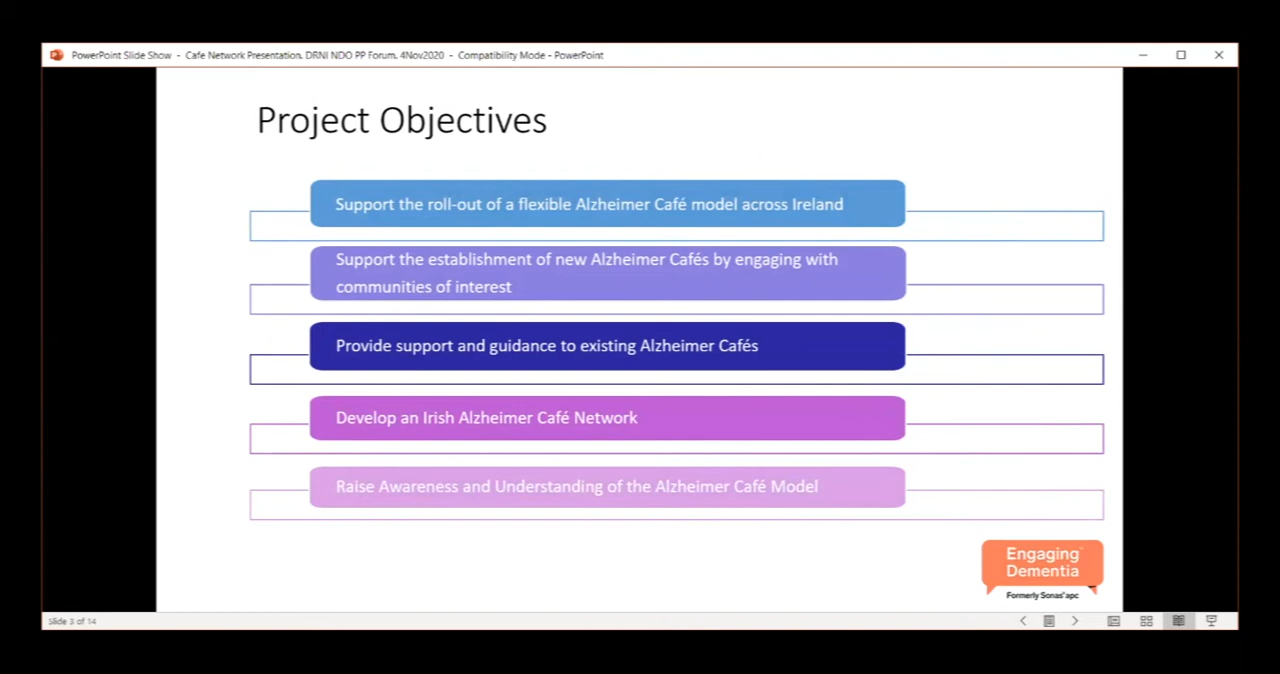 PowerPoint Slide Show - Cafe Network Presentation, DRNI NDO PP Forum, 4Nov2020 - Compatibility Mode - PowerPoint
Project Objectives
Support the roll-out of a flexible Alzheimer Café model across Ireland
Support the establishment of new Alzheimer Cafés by engaging with
communities of interest
Provide support and guidance to existing Alzheimer Cafés
Develop an Irish Alzheimer Café Network
Raise Awareness and Understanding of the Alzheimer Café Model
Engaging
Dementia
Formerly Sonas apc
Slide 3 of 14